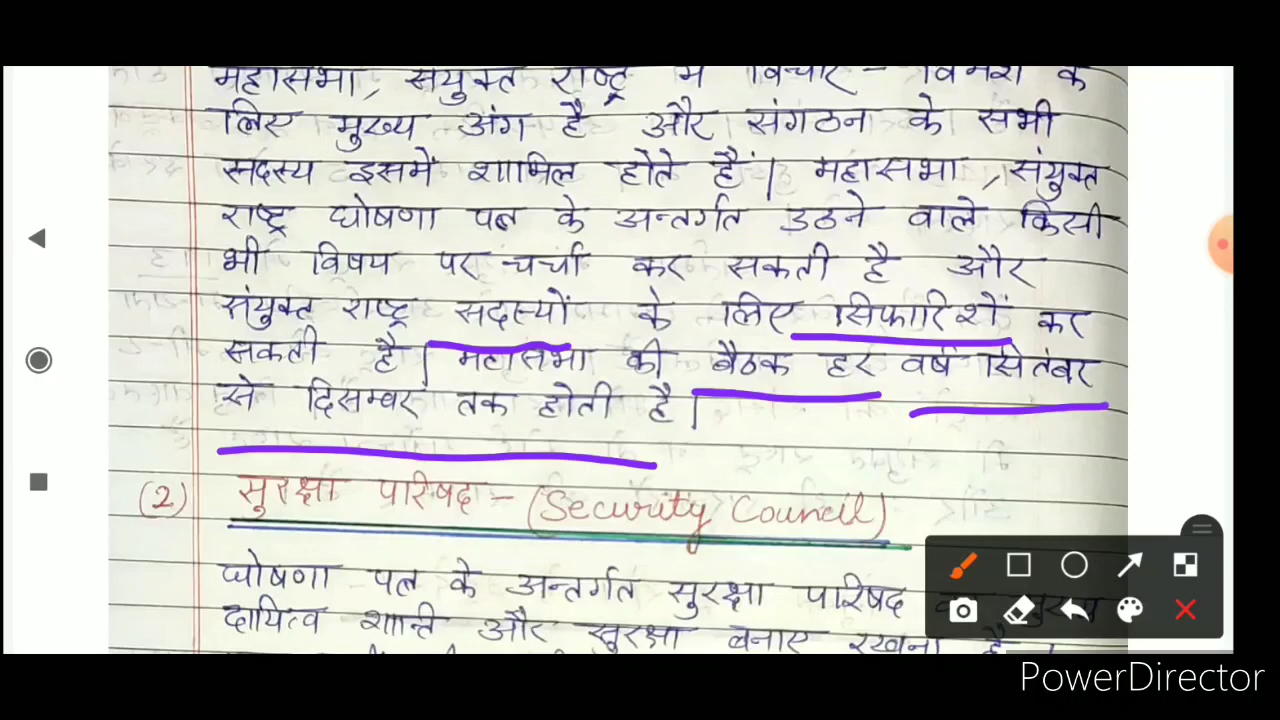 महासभा, संयुक्त राष्ट्र में विचार - विमर्श के
लिए मुख्य अंग है और संगठन के सभी
सदस्य इसमें शामिल होते हैं। महासभा, संयुक्त
राष्ट्र घोषणा पत्र के अन्तर्गत उठने वाले किसी
भी विषय पर चर्चा कर सकती है और
संयुक्त राष्ट्र सदस्यों के लिए सिफारिशें कर
सकती है। महासभा की बैठक हर वर्ष सितंबर
से दिसम्बर तक होती है।
(2) सुरक्षा परिषद - (Security Council)
घोषणा पत्र के अन्तर्गत सुरक्षा परिषद
दायित्व शान्ति और सुरक्षा बनाए रखना है।
PowerDirector